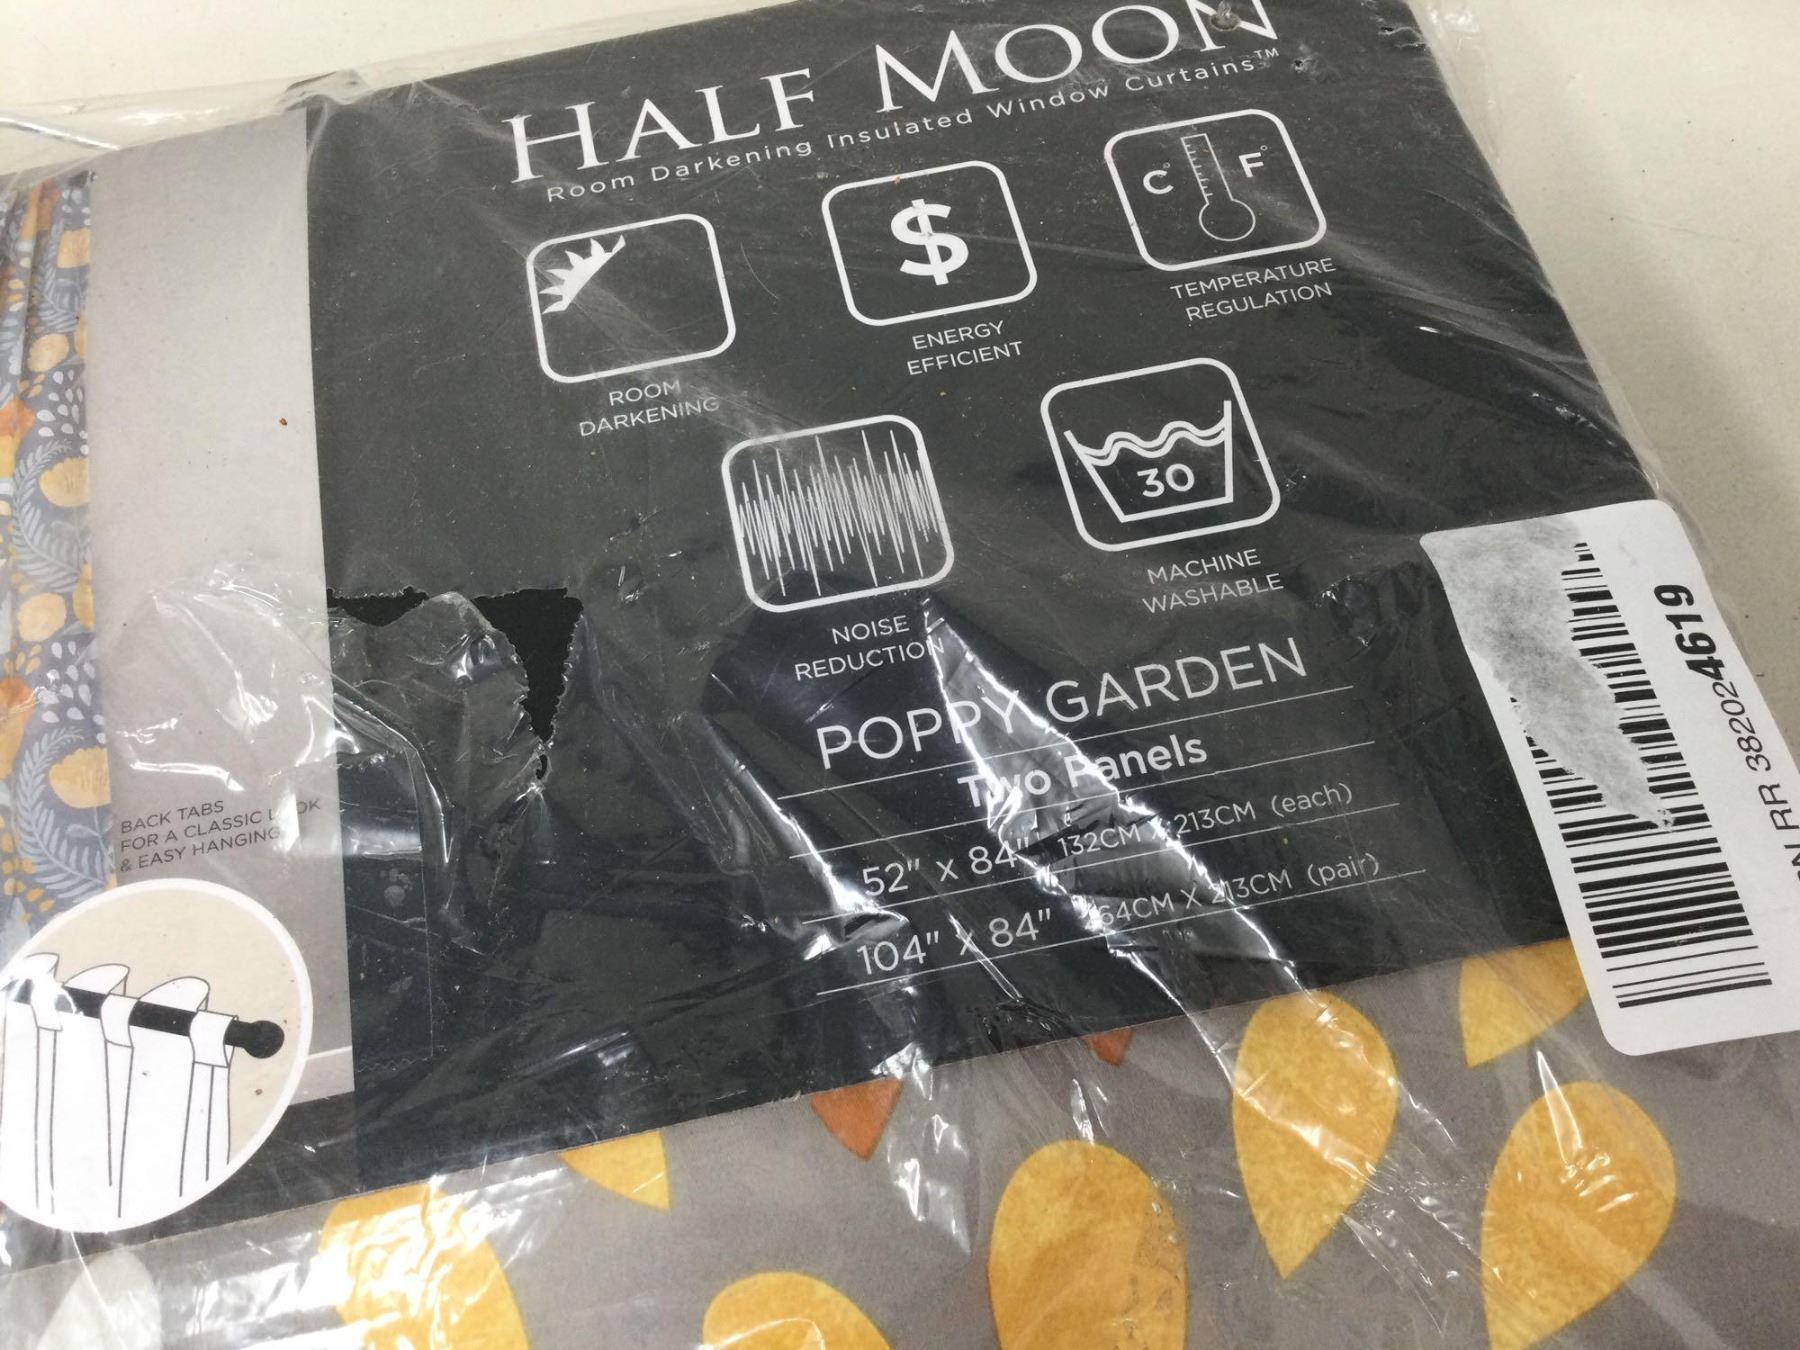 HALF MOON
Room Darkening Insulated Window Curtains™
C° F°
$
TEMPERATURE
REGULATION
ENERGY
EFFICIENT
ROOM
DARKENING
30
MACHINE
WASHABLE
NOISE
REDUCTION
POPPY GARDEN
Two Panels
52" X 84" 132CM X 213CM (each)
104" X 84" 264CM X 213CM (pair)
BACK TABS
FOR A CLASSIC LOOK
& EASY HANGING
RR 382024619